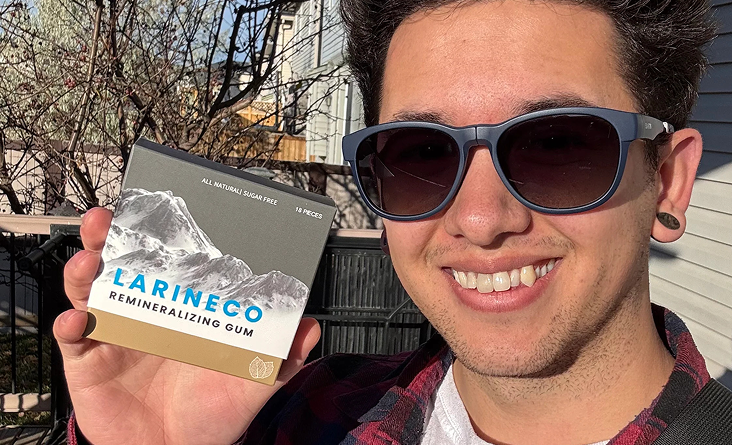 ALL NATURAL| SUGAR FREE
18 PIECES
LARINECO
REMINERALIZING GUM